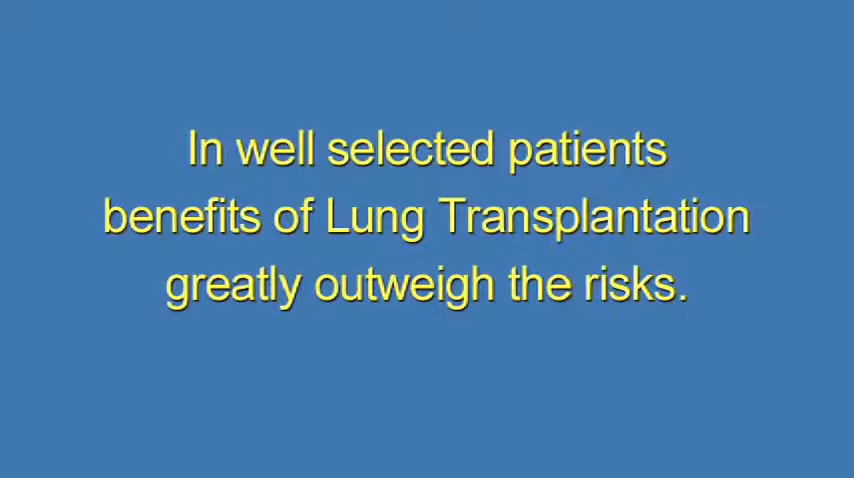 In well selected patients
benefits of Lung Transplantation
greatly outweigh the risks.